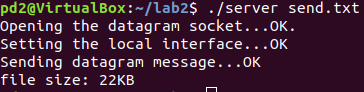 pd2@VirtualBox:~/lab2$ ./server send.txt
Opening the datagram socket...OK.
Setting the local interface...OK.
Sending datagram message...OK.
file size: 22KB